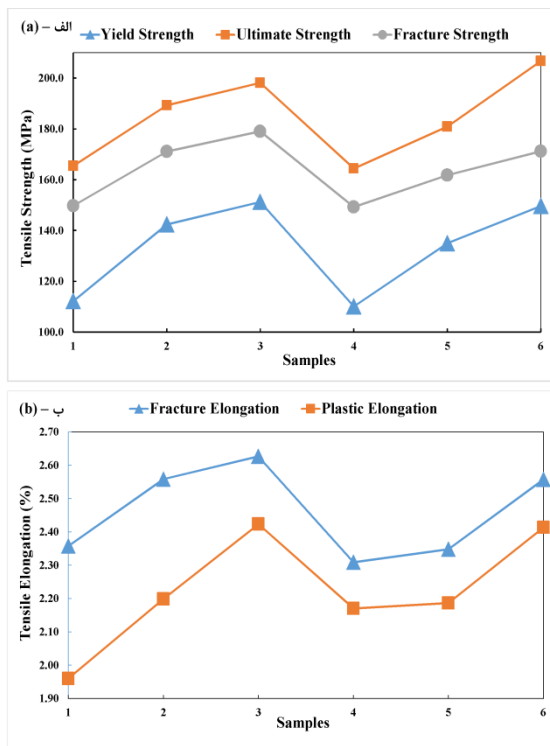 (a) – الف
Yield Strength Ultimate Strength Fracture Strength
Tensile Strength (MPa)
200.0
180.0
160.0
140.0
120.0
100.0
1 2 3 4 5 6
Samples
(b) – ب
Fracture Elongation Plastic Elongation
Tensile Elongation (%)
2.70
2.60
2.50
2.40
2.30
2.20
2.10
2.00
1.90
1 2 3 4 5 6
Samples